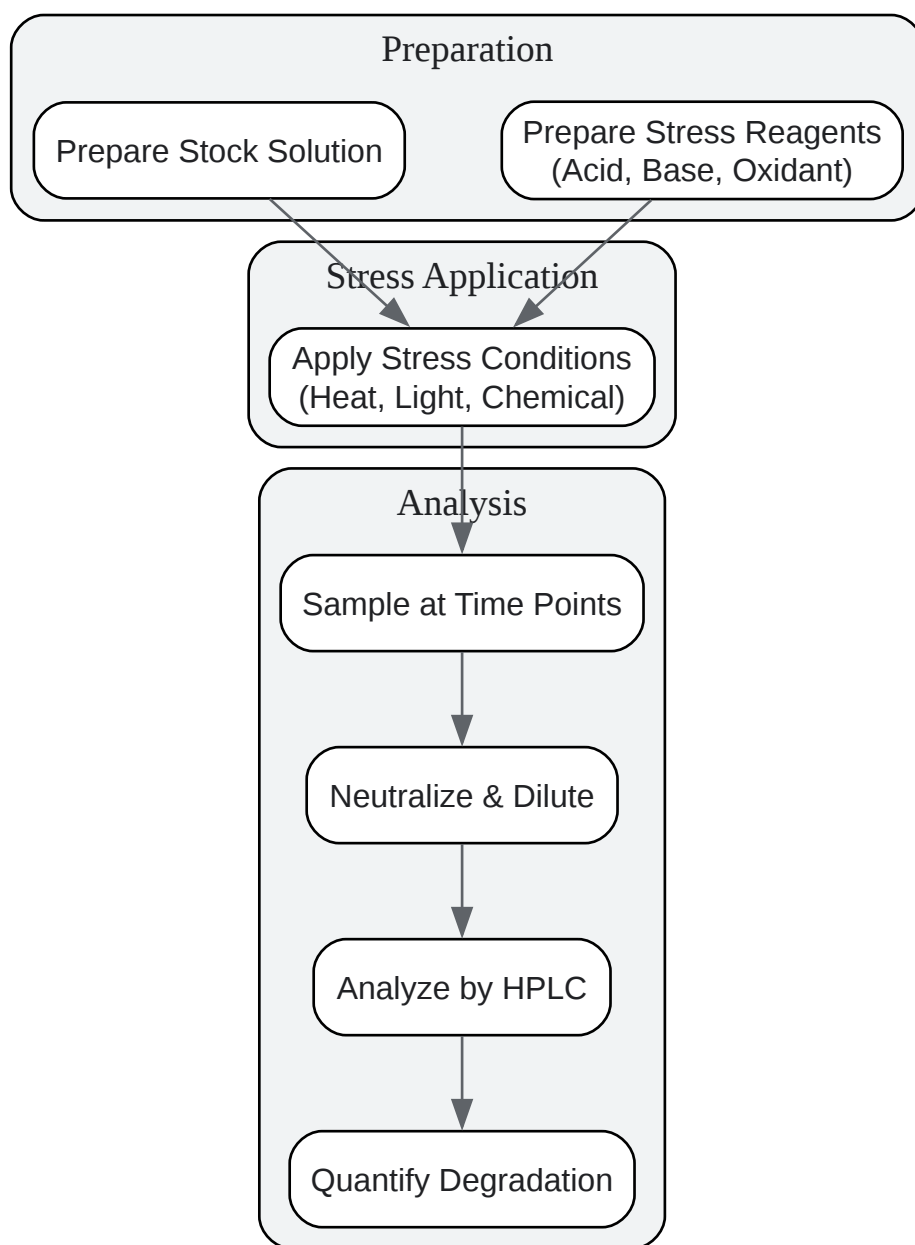 Preparation
Prepare Stock Solution
Prepare Stress Reagents
(Acid, Base, Oxidant)
Stress Application
Apply Stress Conditions
(Heat, Light, Chemical)
Analysis
Sample at Time Points
Neutralize & Dilute
Analyze by HPLC
Quantify Degradation